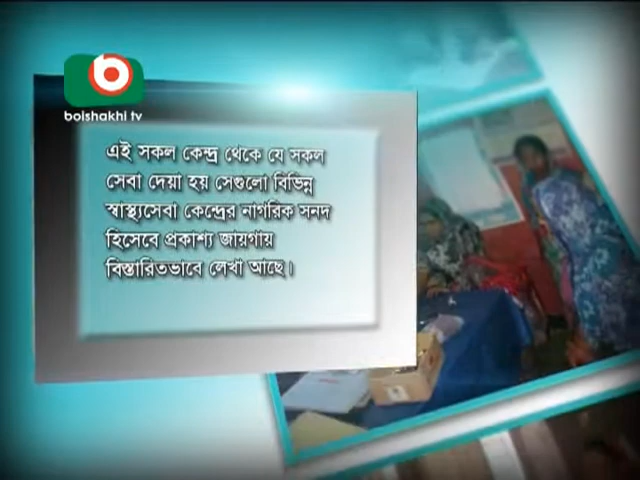 boishakhi tv
এই সকল কেন্দ্র থেকে যে সকল
সেবা দেয়া হয় সেগুলো বিভিন্ন
স্বাস্থ্যসেবা কেন্দ্রের নাগরিক সনদ
হিসেবে প্রকাশ্য জায়গায়
বিস্তারিতভাবে লেখা আছে।